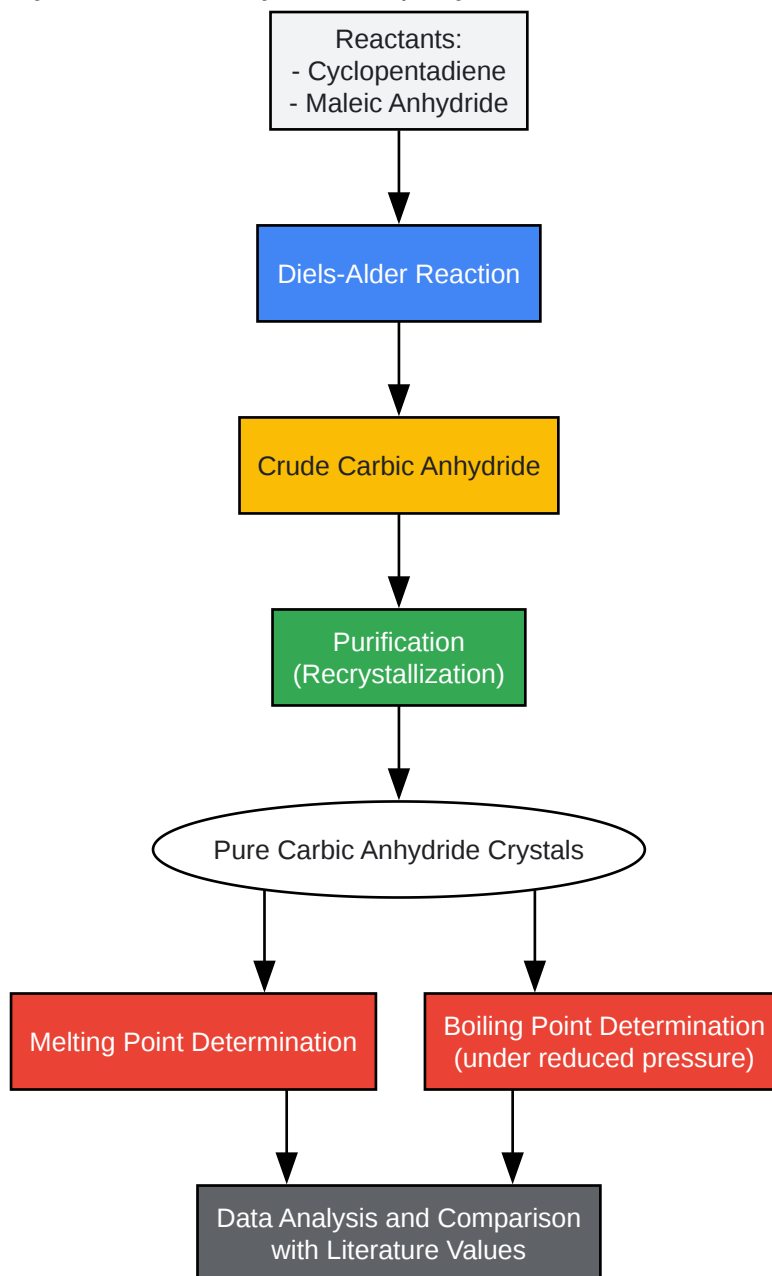 Reactants:
- Cyclopentadiene
- Maleic Anhydride
Diels-Alder Reaction
Crude Carbic Anhydride
Purification
(Recrystallization)
Pure Carbic Anhydride Crystals
Melting Point Determination
Boiling Point Determination
(under reduced pressure)
Data Analysis and Comparison
with Literature Values